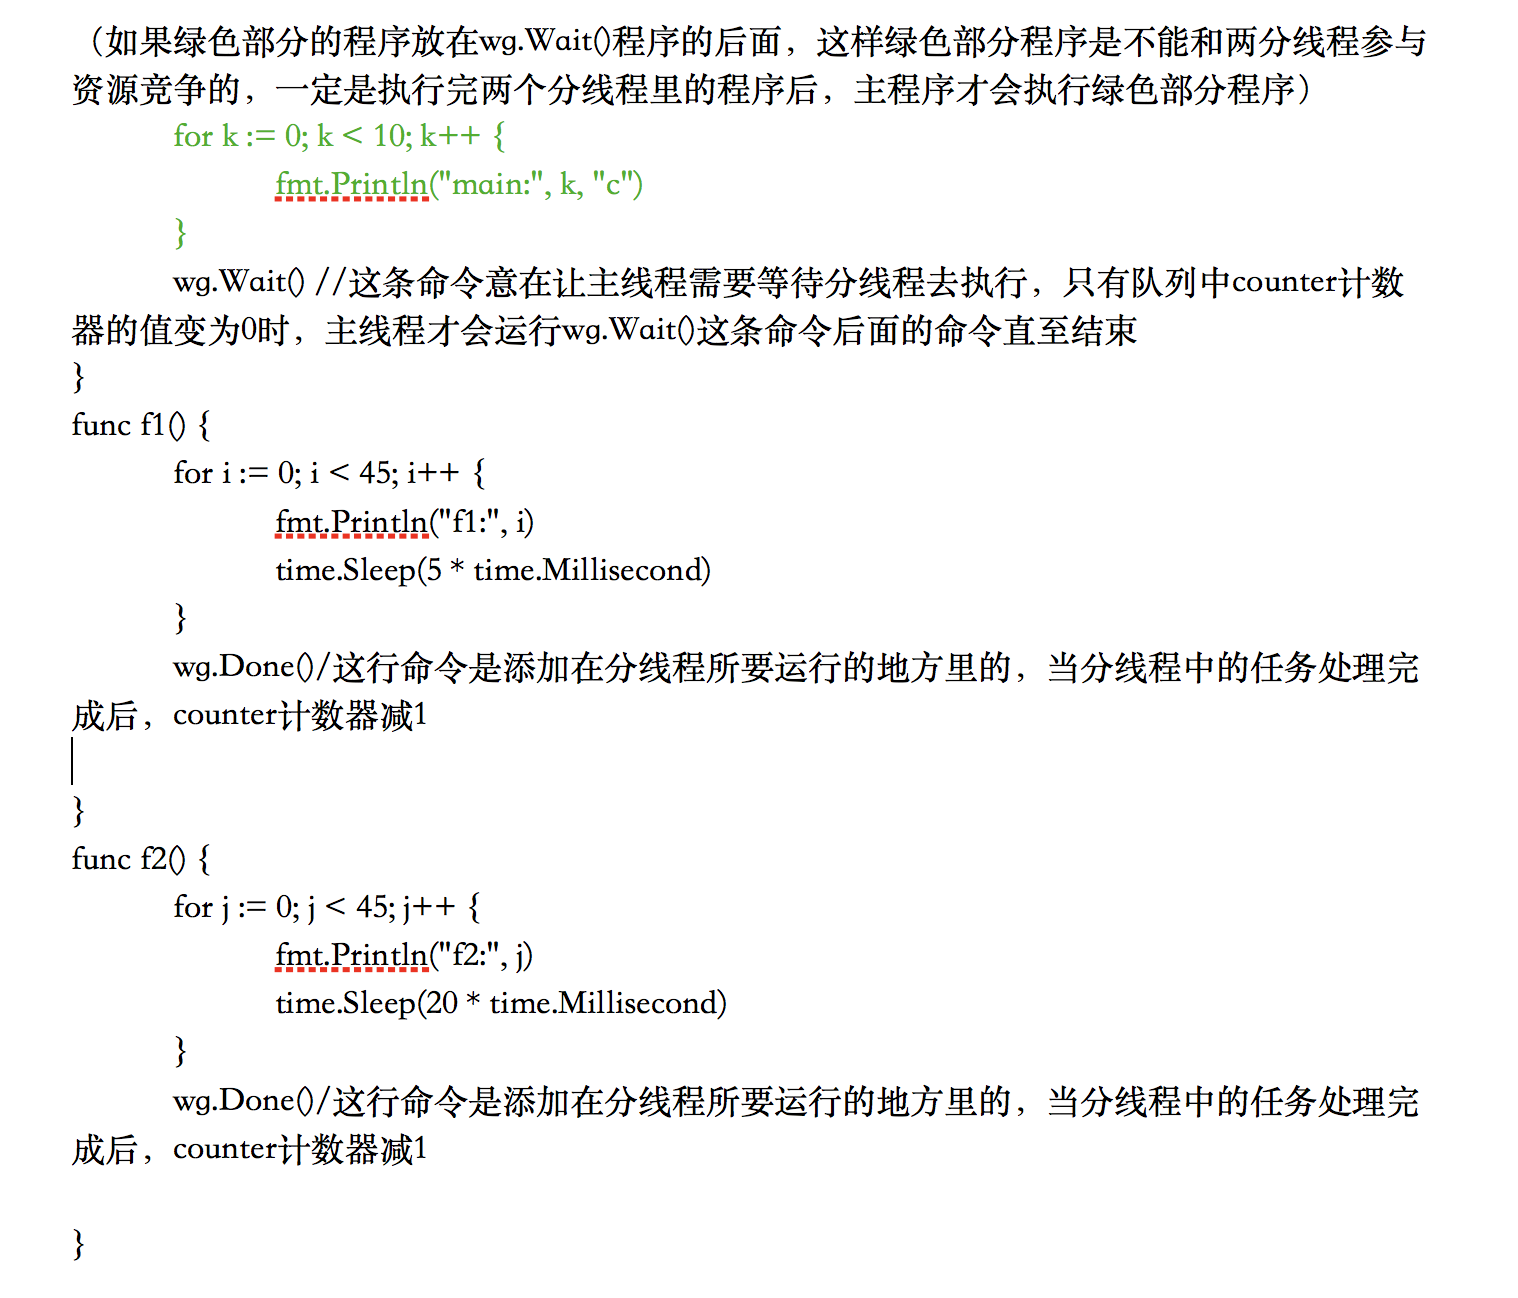 （如果绿色部分的程序放在wg.Wait()程序的后面，这样绿色部分程序是不能和两分线程参与
资源竞争的，一定是执行完两个分线程里的程序后，主程序才会执行绿色部分程序）
for k := 0; k < 10; k++ {
fmt.Println("main:", k, "c")
}
wg.Wait() //这条命令意在让主线程需要等待分线程去执行，只有队列中counter计数
器的值变为0时，主线程才会运行wg.Wait()这条命令后面的命令直至结束
}
func f1() {
for i := 0; i < 45; i++ {
fmt.Println("f1:", i)
time.Sleep(5 * time.Millisecond)
}
wg.Done()/这行命令是添加在分线程所要运行的地方里的，当分线程中的任务处理完
成后，counter计数器减1
}
func f2() {
for j := 0; j < 45; j++ {
fmt.Println("f2:", j)
time.Sleep(20 * time.Millisecond)
}
wg.Done()/这行命令是添加在分线程所要运行的地方里的，当分线程中的任务处理完
成后，counter计数器减1
}